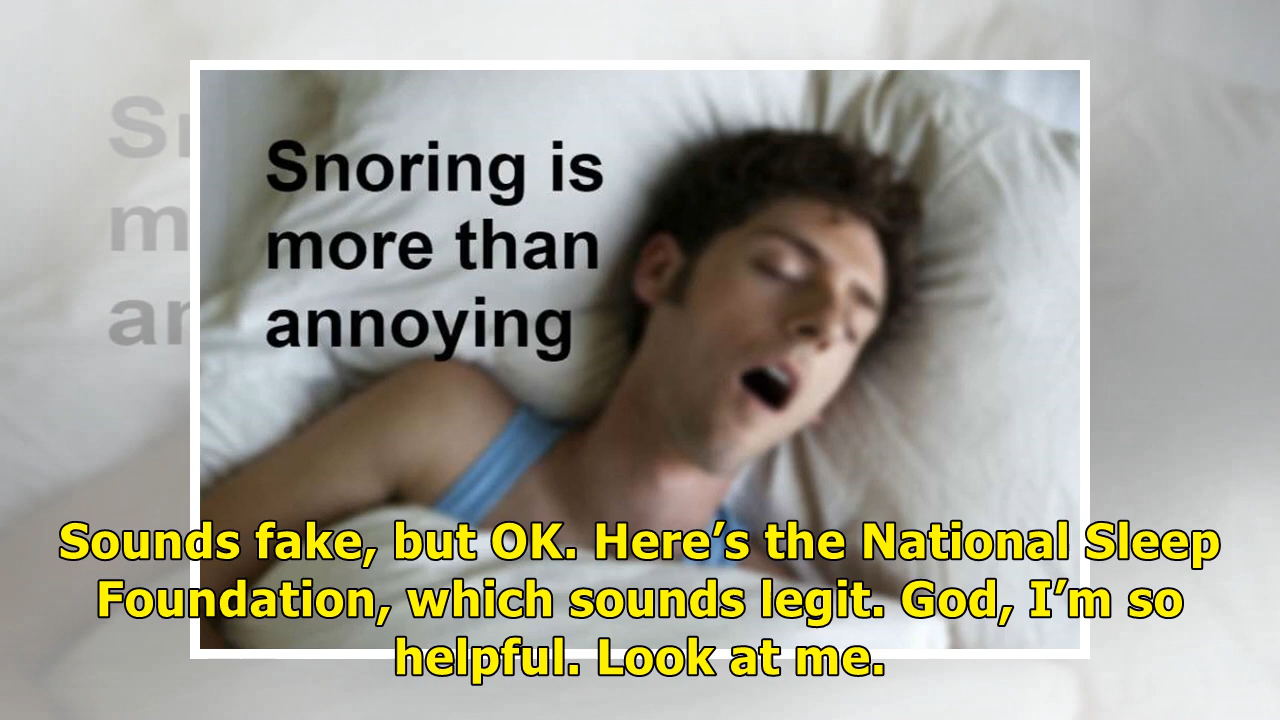 Snoring is
more than
annoying
Sounds fake, but OK. Here’s the National Sleep
Foundation, which sounds legit. God, I’m so
helpful. Look at me.